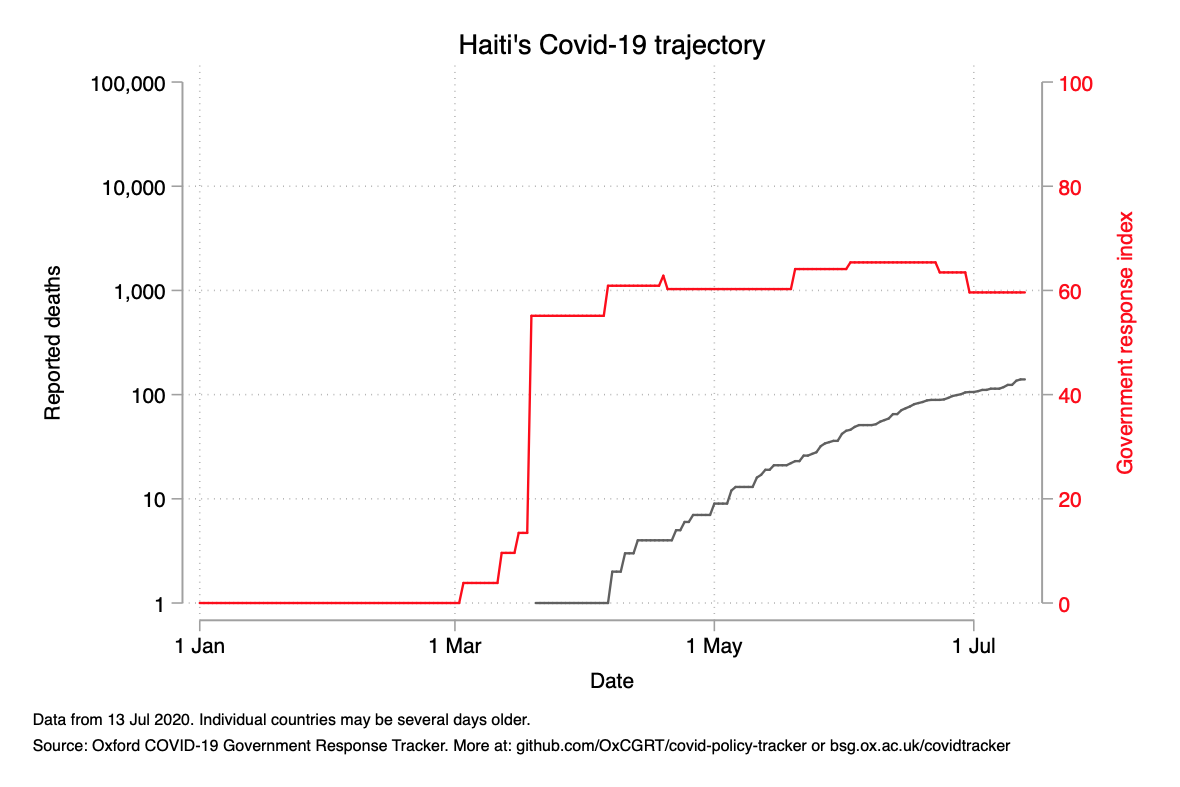 Haiti's Covid-19 trajectory
100,000
10,000
1,000
100
10
1
Reported deaths
100
80
60
40
20
0
Government response index
1 Jan
1 Mar
1 May
1 Jul
Date
Data from 13 Jul 2020. Individual countries may be several days older.
Source: Oxford COVID-19 Government Response Tracker. More at: github.com/OxCGRT/covid-policy-tracker or bsg.ox.ac.uk/covidtracker